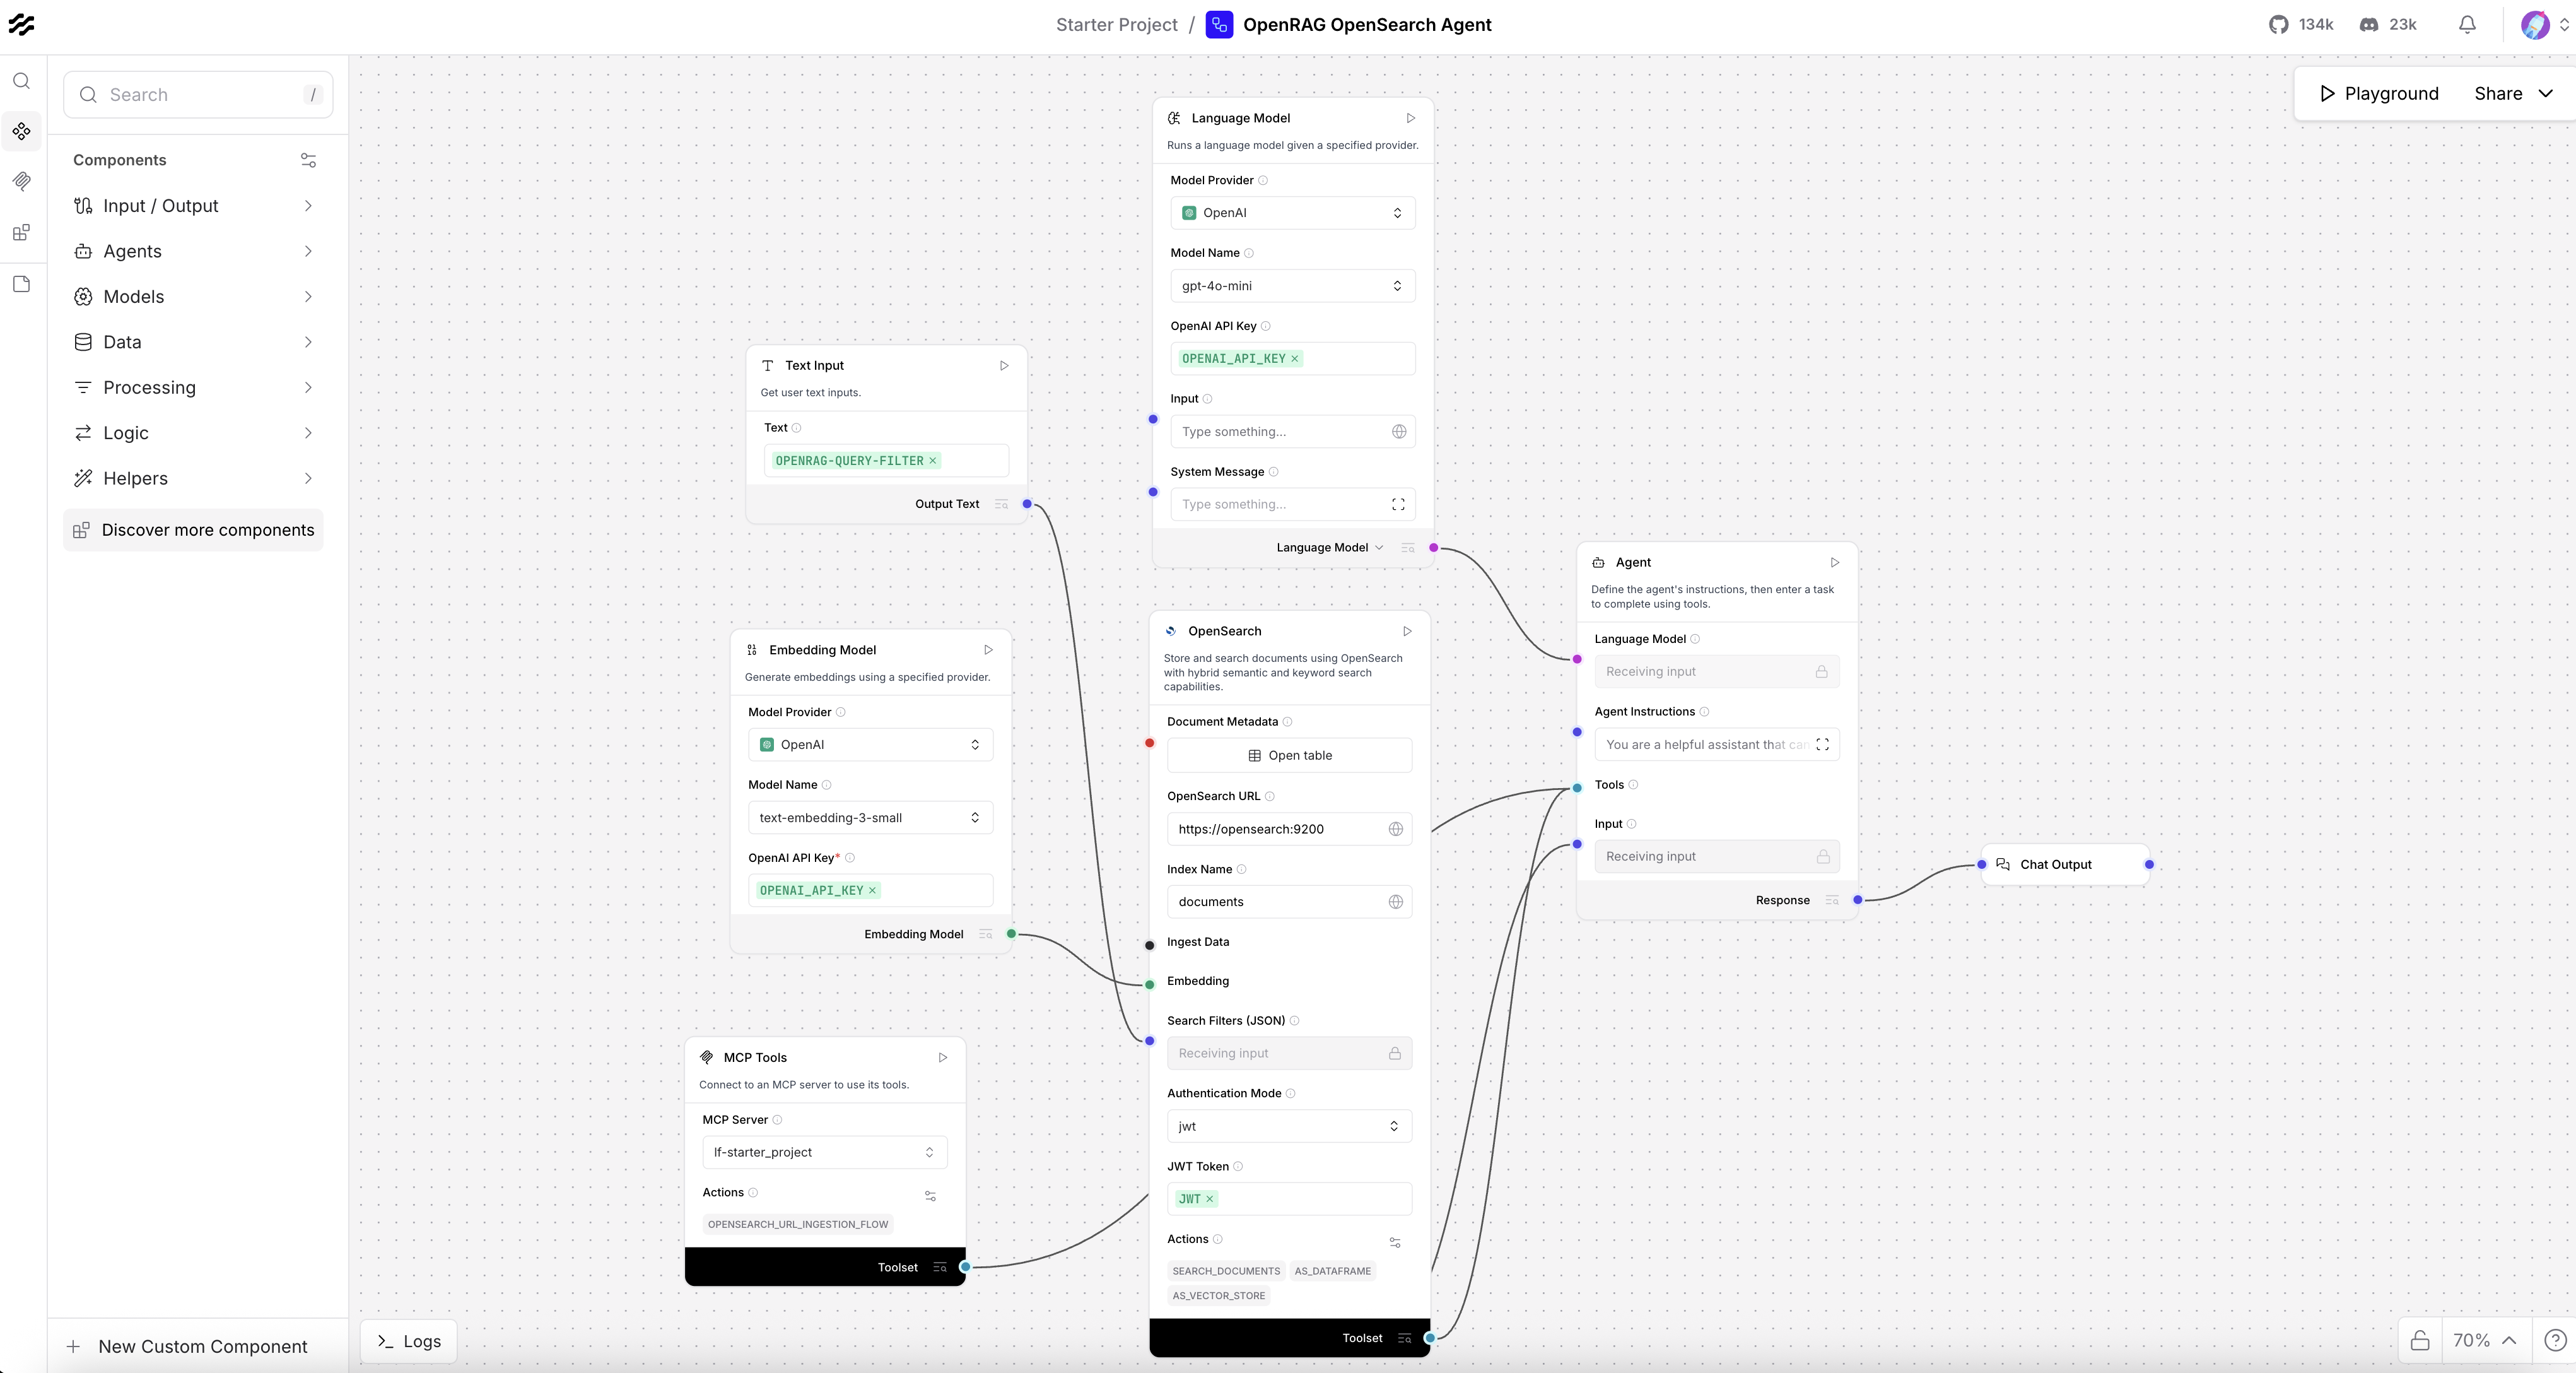 Starter Project / OpenRAG OpenSearch Agent
134k
23k
Search
/
Components
Input / Output
Agents
Models
Data
Processing
Logic
Helpers
Discover more components
New Custom Component
Playground
Share
Language Model
Runs a language model given a specified provider.
Model Provider
OpenAI
Model Name
gpt-4o-mini
OpenAI API Key
OPENAI_API_KEY ×
Input
Type something...
System Message
Type something...
Language Model
Text Input
Get user text inputs.
Text
OPENRAG-QUERY-FILTER ×
Output Text
Embedding Model
Generate embeddings using a specified provider.
Model Provider
OpenAI
Model Name
text-embedding-3-small
OpenAI API Key*
OPENAI_API_KEY ×
Embedding Model
MCP Tools
Connect to an MCP server to use its tools.
MCP Server
lf-starter_project
Actions
OPENSEARCH_URL_INGESTION_FLOW
Toolset
OpenSearch
Store and search documents using OpenSearch
with hybrid semantic and keyword search
capabilities.
Document Metadata
Open table
OpenSearch URL
https://opensearch:9200
Index Name
documents
Ingest Data
Embedding
Search Filters (JSON)
Receiving input
Authentication Mode
jwt
JWT Token
JWT ×
Actions
SEARCH_DOCUMENTS AS_DATAFRAME
AS_VECTOR_STORE
Toolset
Agent
Define the agent's instructions, then enter a task
to complete using tools.
Language Model
Receiving input
Agent Instructions
You are a helpful assistant that can
Tools
Input
Receiving input
Response
Chat Output
Logs
70%